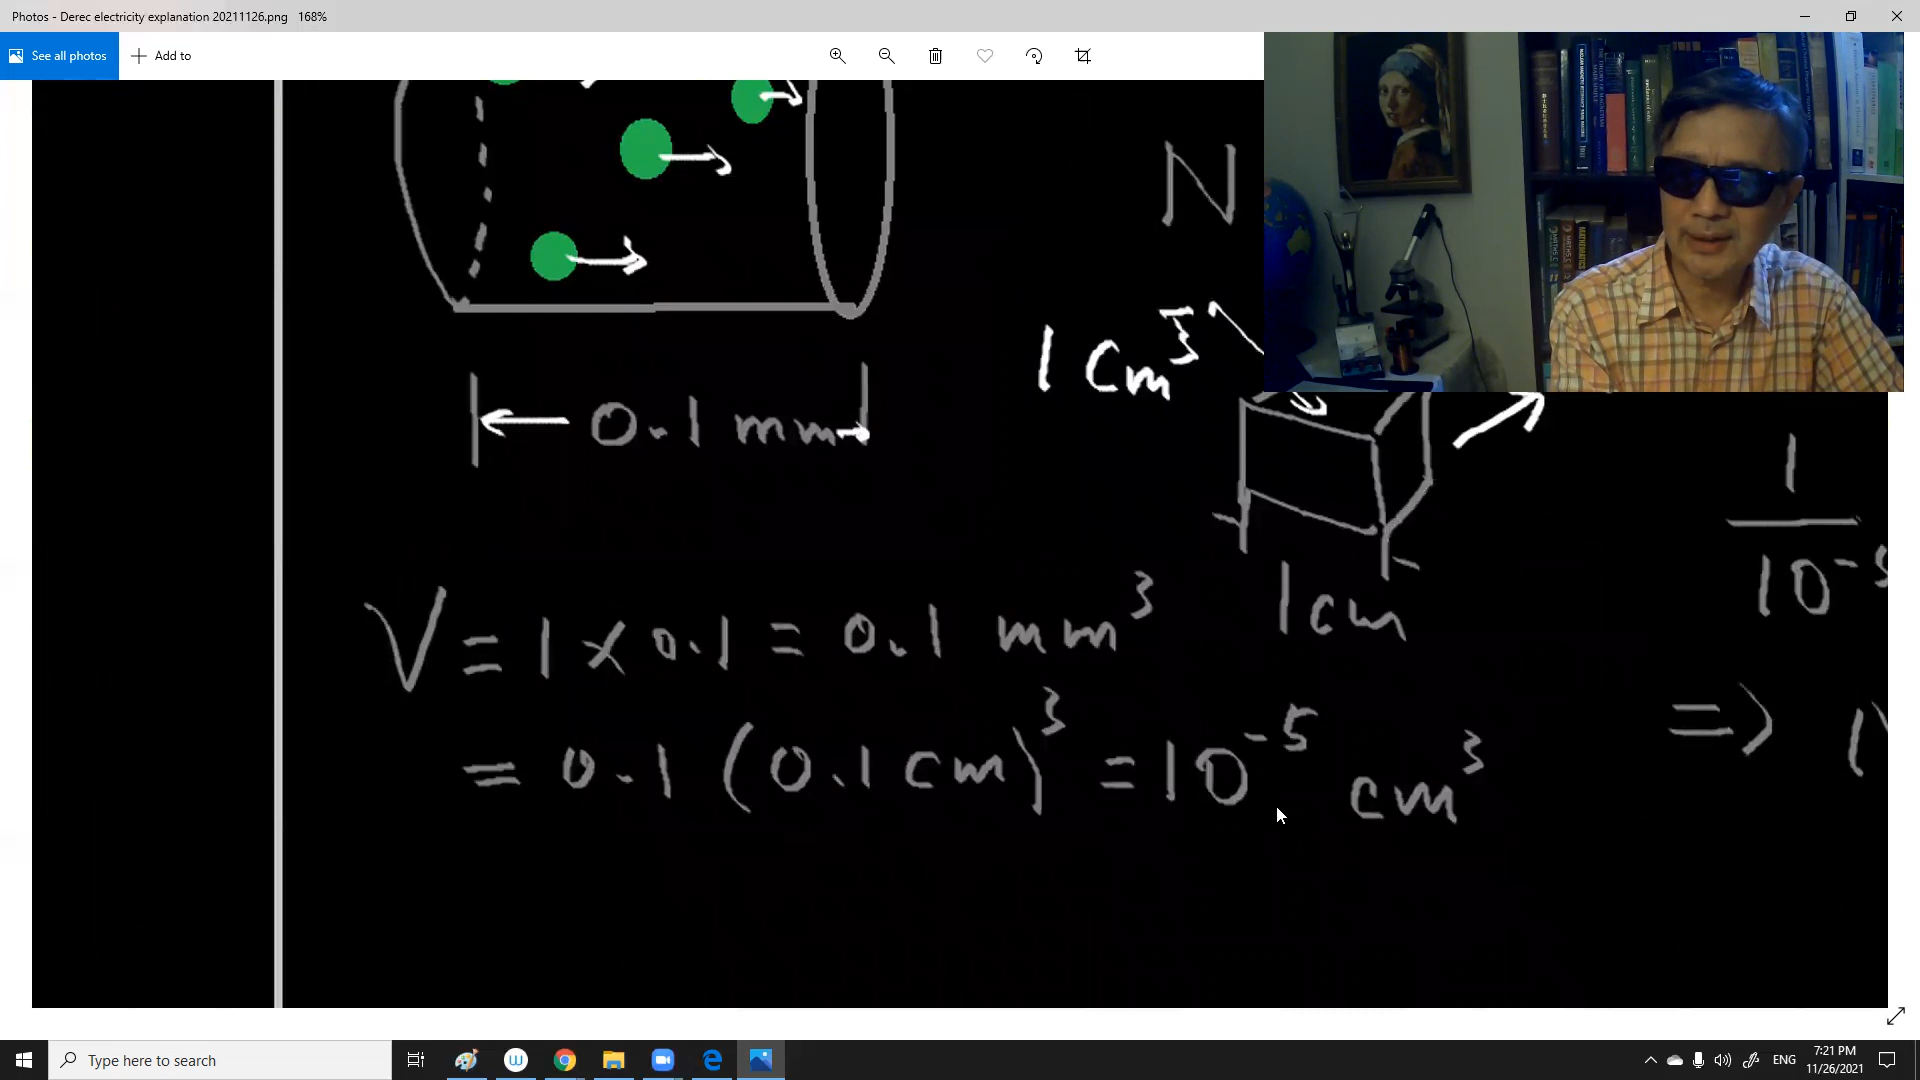 Photos - Derec electricity explanation 20211126.png 168%
See all photos
Add to
N
1 cm³
0.1 mm
1 cm
1
10⁻⁵
V = 1 × 0.1 = 0.1 mm³
= 0.1 (0.1 cm)³ = 10⁻⁵ cm³
=>
Type here to search
ENG
7:21 PM
11/26/2021